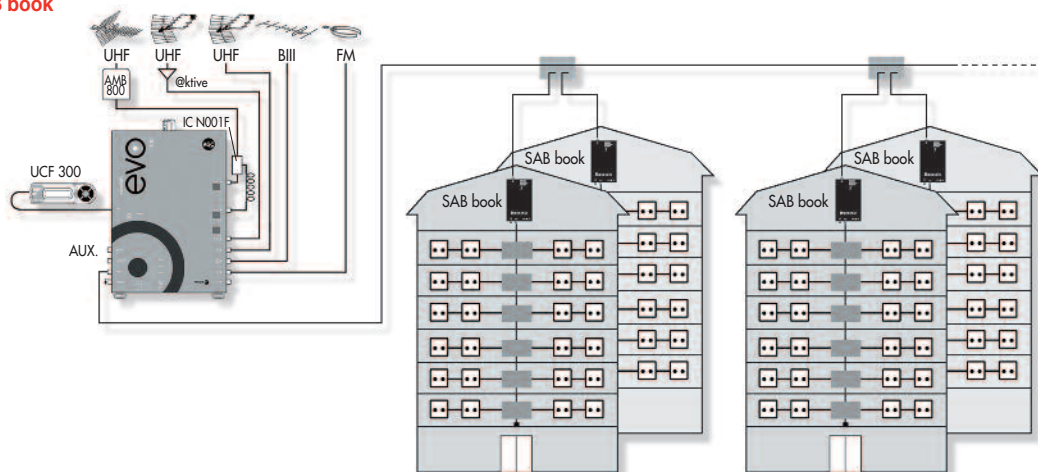 book
UHF UHF UHF BIII FM
AMB
800
@ktive
IC N001F
evo
UCF 300
AUX.
SAB book
SAB book
SAB book
SAB book